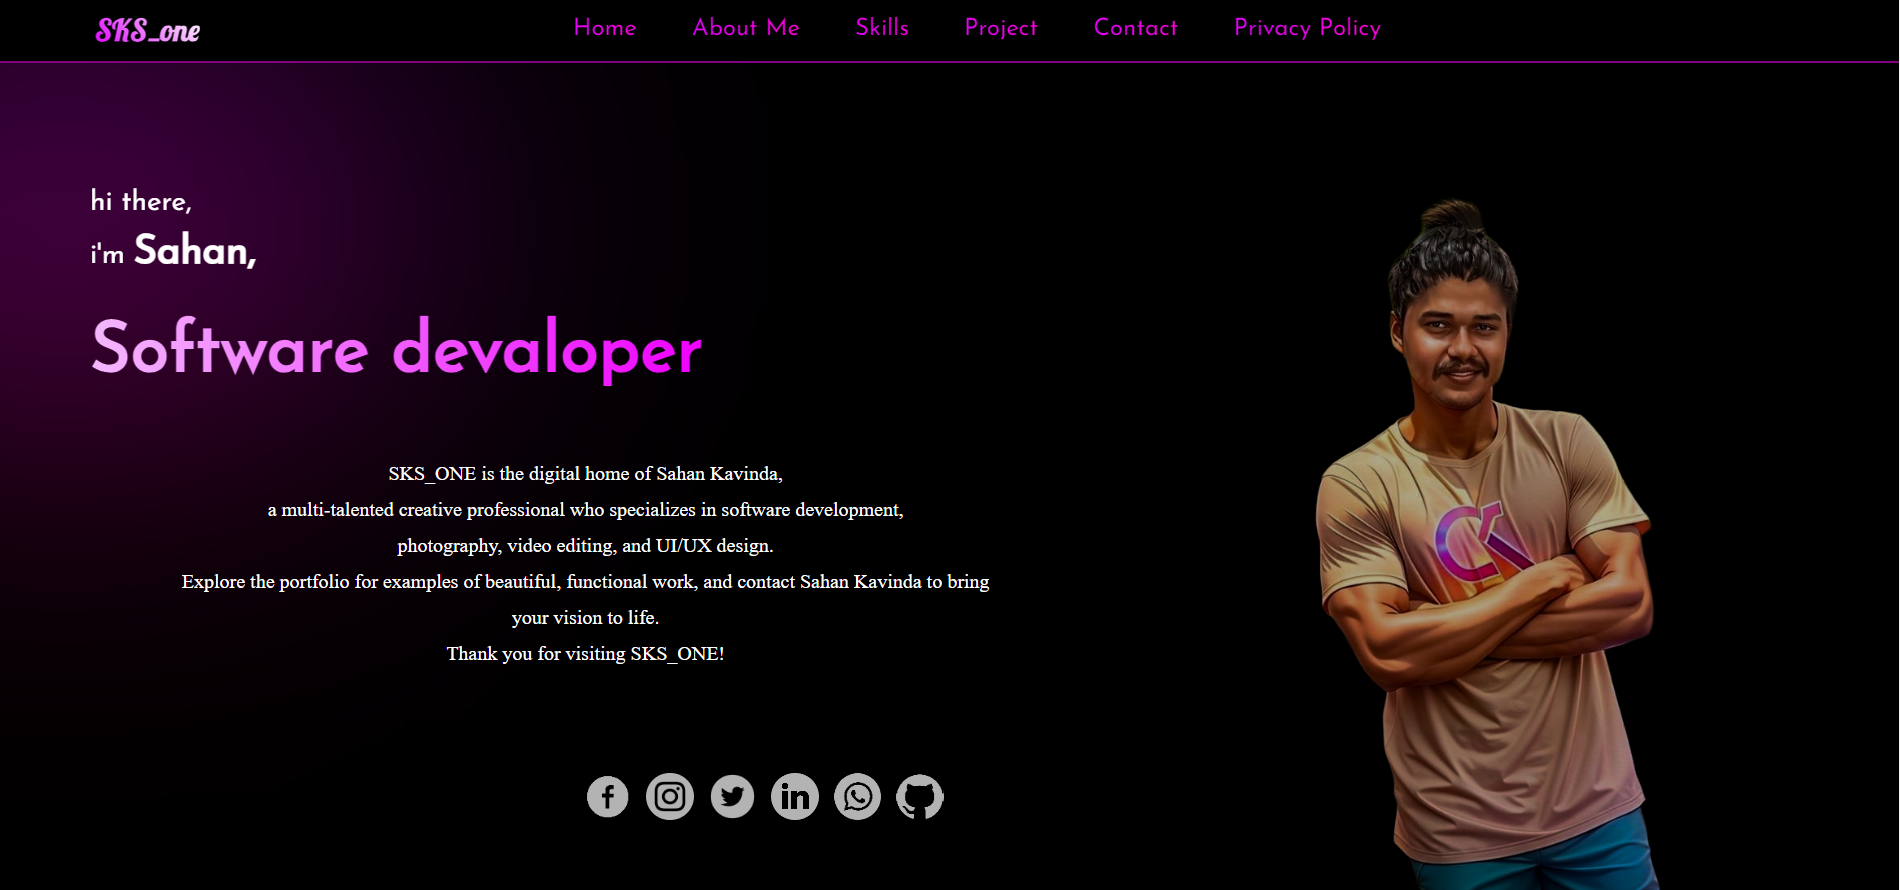 SKS_one
Home About Me Skills Project Contact Privacy Policy
hi there,
i'm Sahan,
Software devaloper
SKS_ONE is the digital home of Sahan Kavinda,
a multi-talented creative professional who specializes in software development,
photography, video editing, and UI/UX design.
Explore the portfolio for examples of beautiful, functional work, and contact Sahan Kavinda to bring
your vision to life.
Thank you for visiting SKS_ONE!